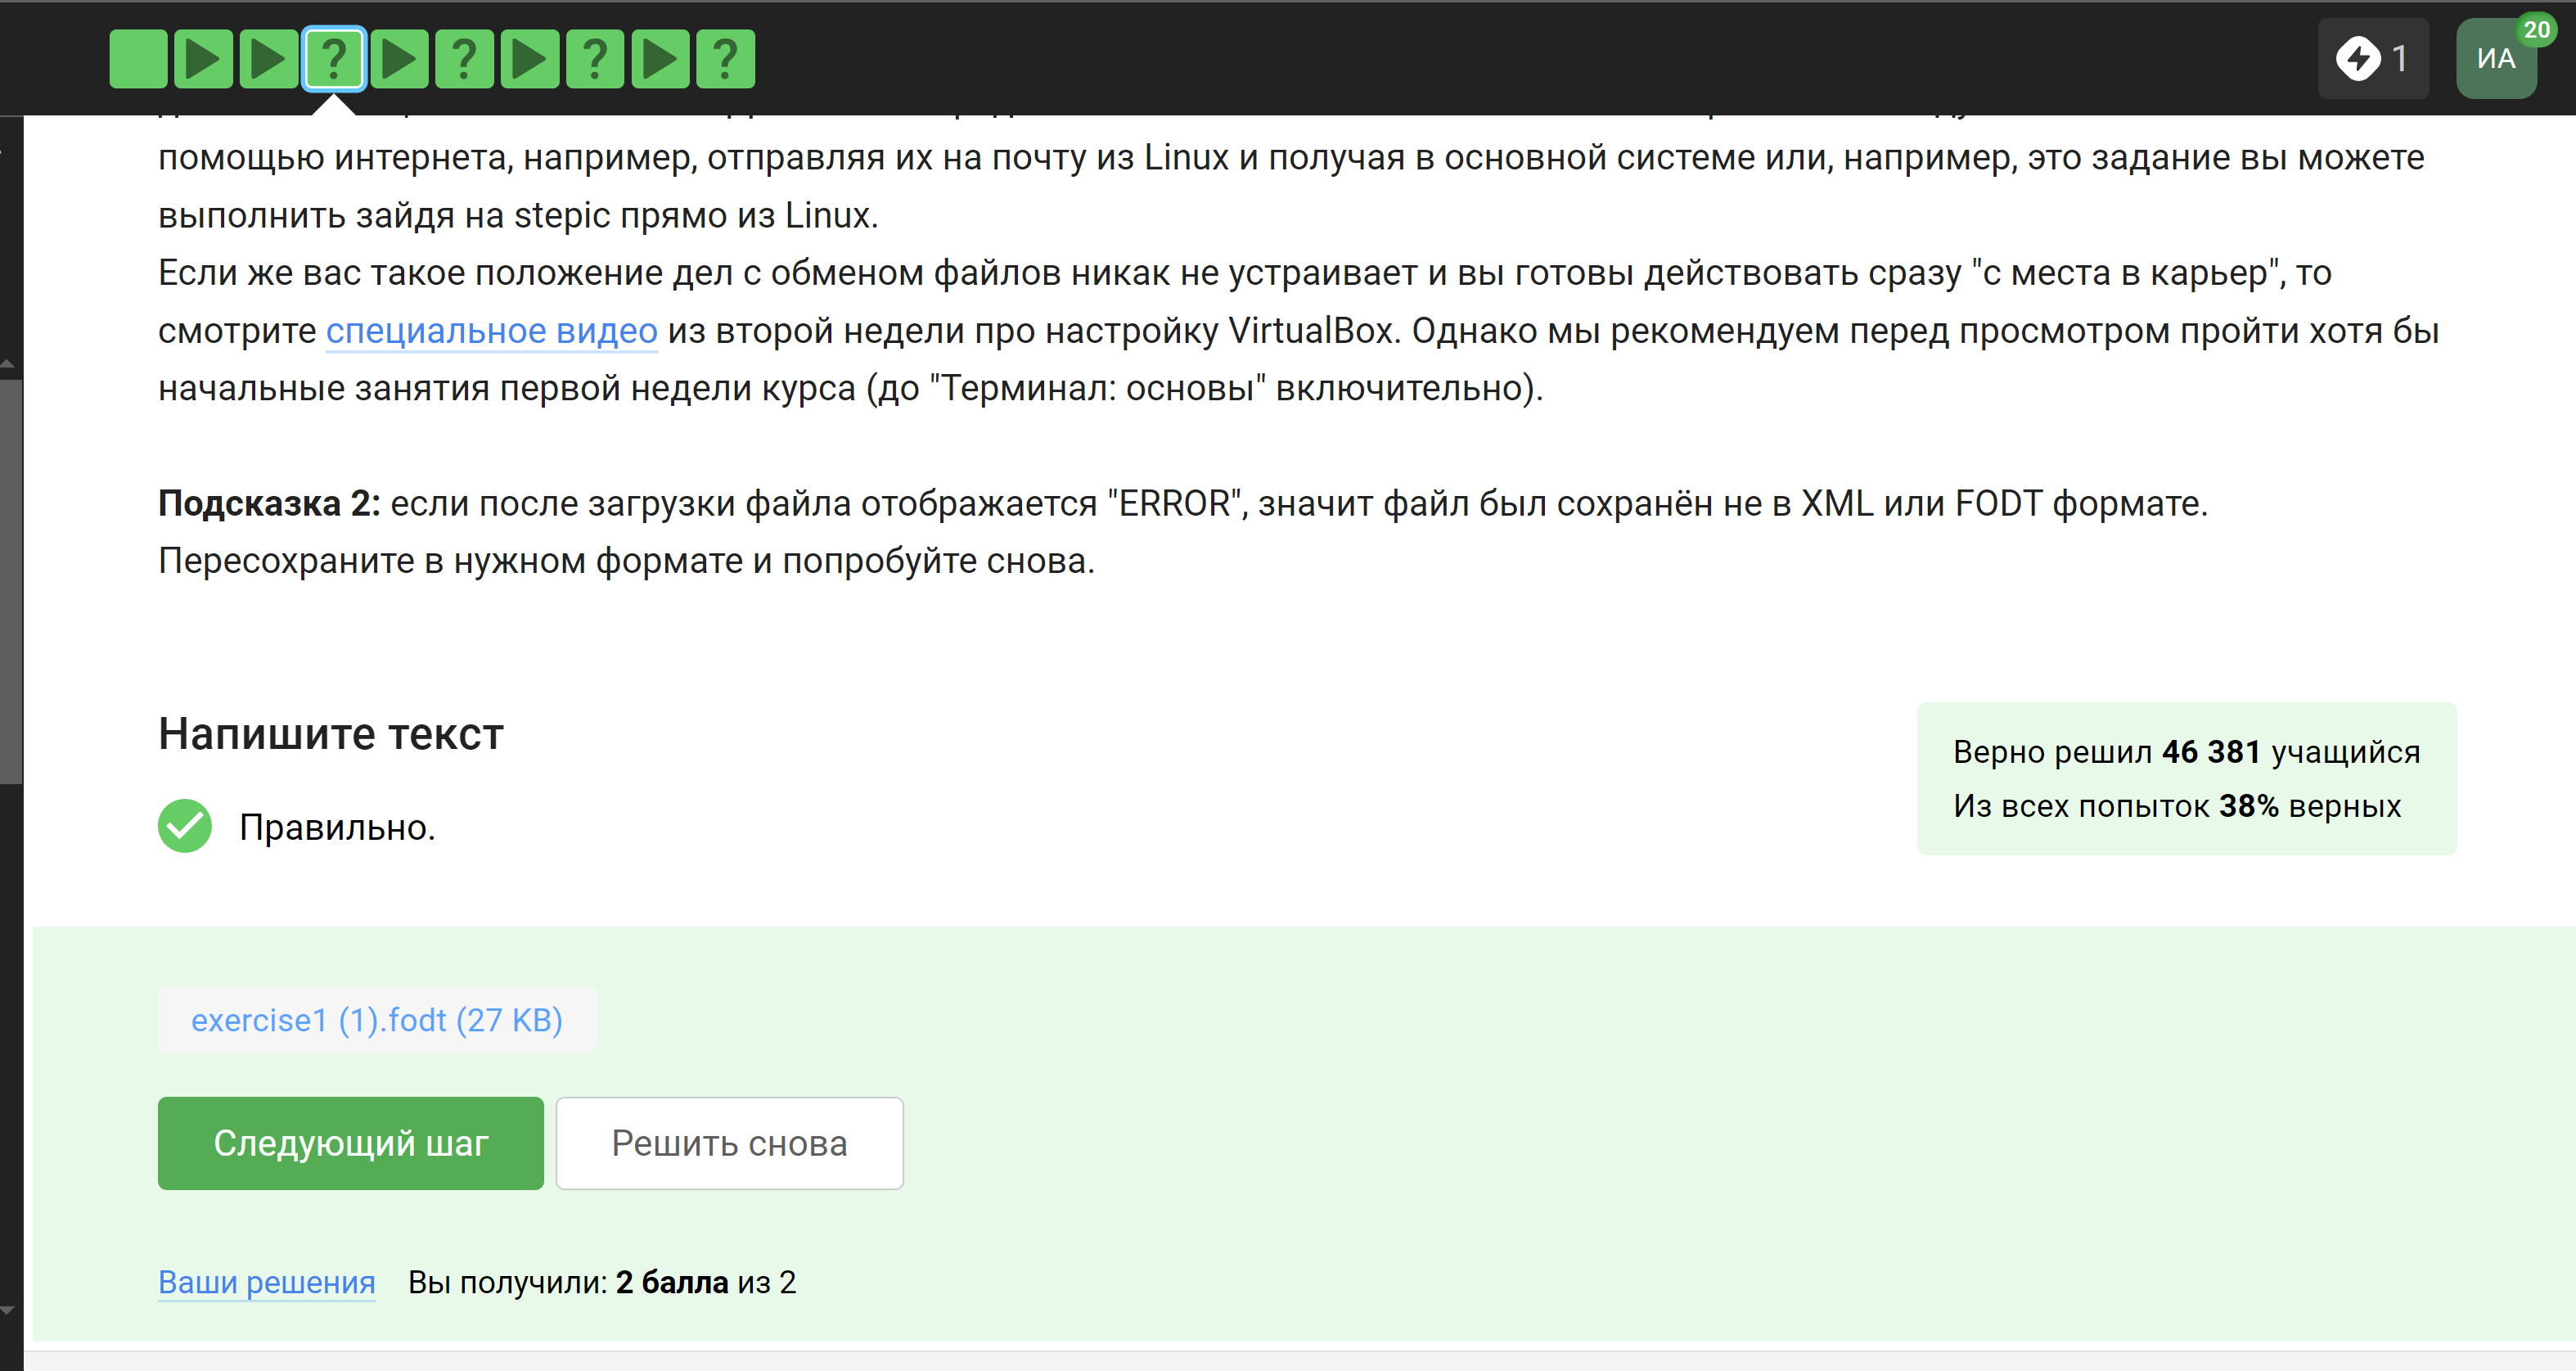 ? ? ? ?
1
ИА
20
помощью интернета, например, отправляя их на почту из Linux и получая в основной системе или, например, это задание вы можете
выполнить зайдя на stepic прямо из Linux.
Если же вас такое положение дел с обменом файлов никак не устраивает и вы готовы действовать сразу "с места в карьер", то
смотрите специальное видео из второй недели про настройку VirtualBox. Однако мы рекомендуем перед просмотром пройти хотя бы
начальные занятия первой недели курса (до "Терминал: основы" включительно).
Подсказка 2: если после загрузки файла отображается "ERROR", значит файл был сохранён не в XML или FODT формате.
Пересохраните в нужном формате и попробуйте снова.
Напишите текст
Верно решил 46 381 учащийся
Из всех попыток 38% верных
Правильно.
exercise1 (1).fodt (27 KB)
Следующий шаг
Решить снова
Ваши решения Вы получили: 2 балла из 2